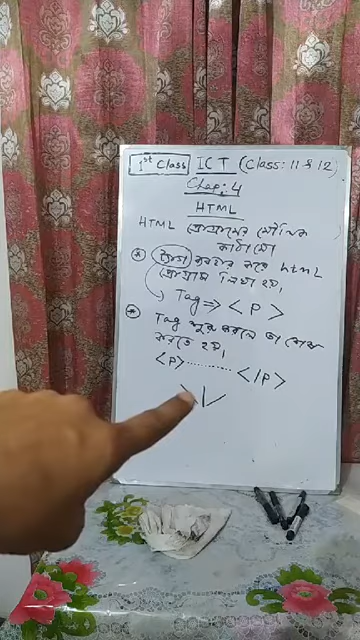 1st Class ICT (Class: 11 & 12)
Chap: 4
HTML
HTML প্রোগ্রামের মৌলিক
কাঠামো
* ট্যাগ ব্যবহার করে html
প্রোগ্রাম লিখা হয়।
Tag => < P >
* Tag শুরু করলে তা শেষ
করতে হয়।
<P> .......... </P>